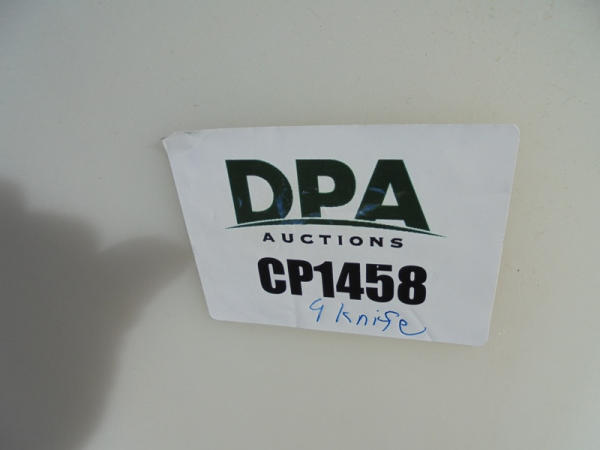 DPA
AUCTIONS
CP1458
9 knife